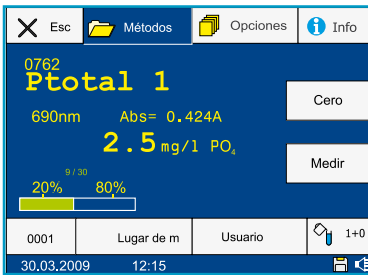 Esc Métodos Opciones Info
0762
Ptotal 1
690nm Abs= 0.424A
Cero
2.5 mg/l PO₄
Medir
9/30
20% 80%
0001 Lugar de m Usuario 1+0
30.03.2009 12:15